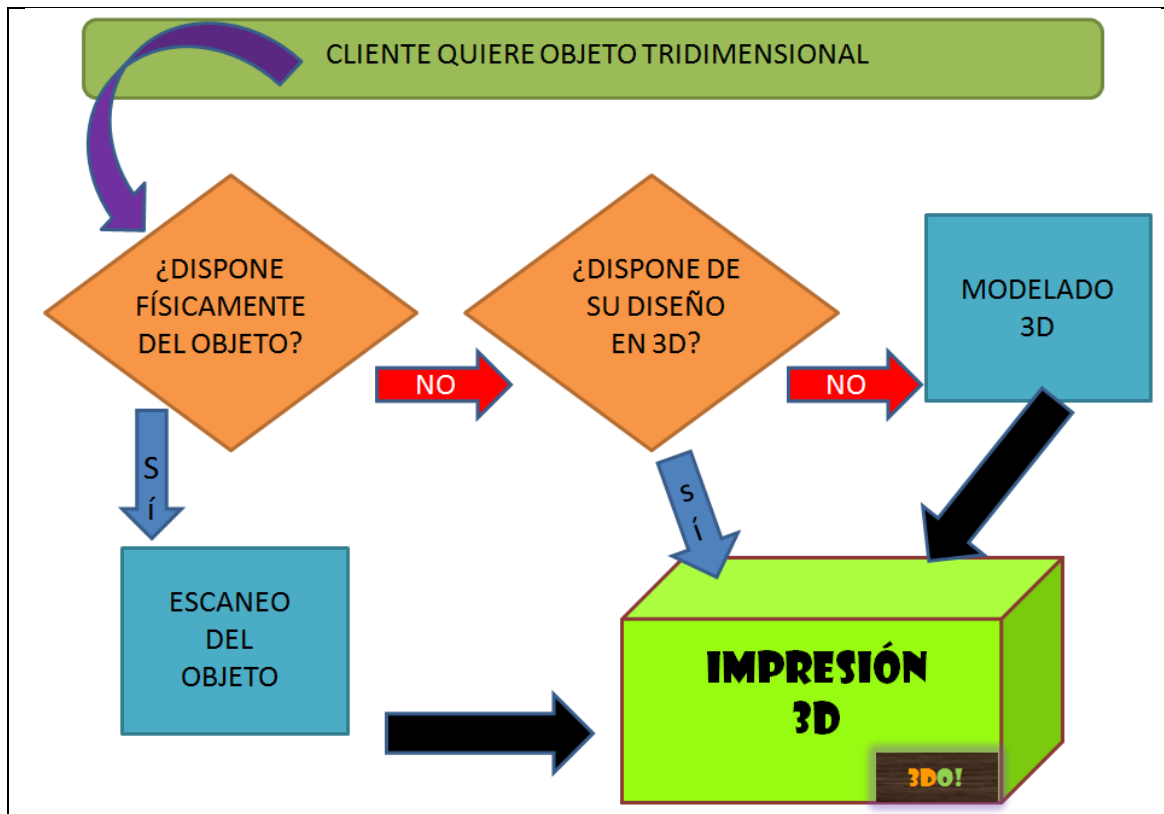 CLIENTE QUIERE OBJETO TRIDIMENSIONAL
¿DISPONE
FÍSICAMENTE
DEL OBJETO?
NO
¿DISPONE DE
SU DISEÑO
EN 3D?
NO
MODELADO
3D
S
í
s
í
ESCANEO
DEL
OBJETO
IMPRESIÓN
3D
3DO!